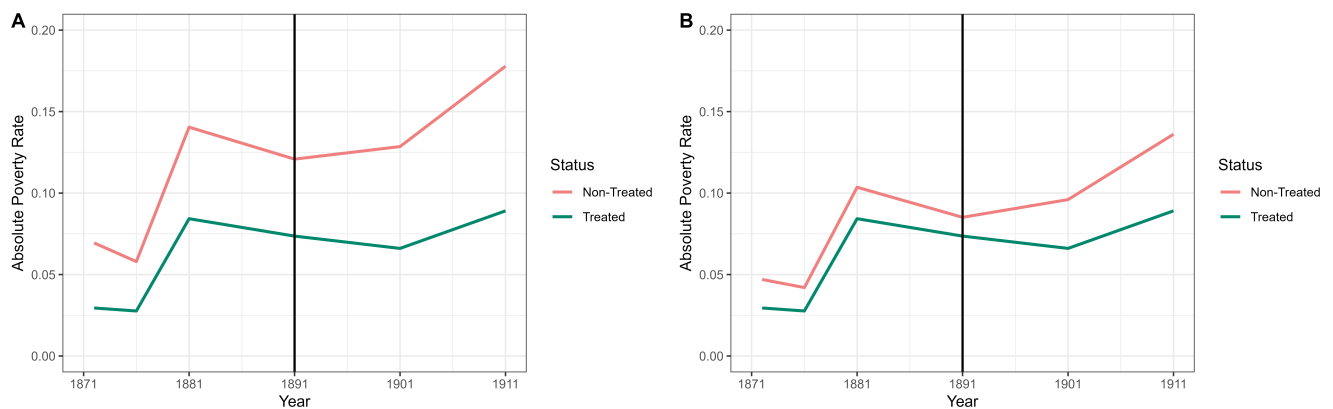 A
Absolute Poverty Rate
0.20
0.15
0.10
0.05
0.00
1871 1881 1891 1901 1911
Year
Status
Non-Treated
Treated
B
Absolute Poverty Rate
0.20
0.15
0.10
0.05
0.00
1871 1881 1891 1901 1911
Year
Status
Non-Treated
Treated